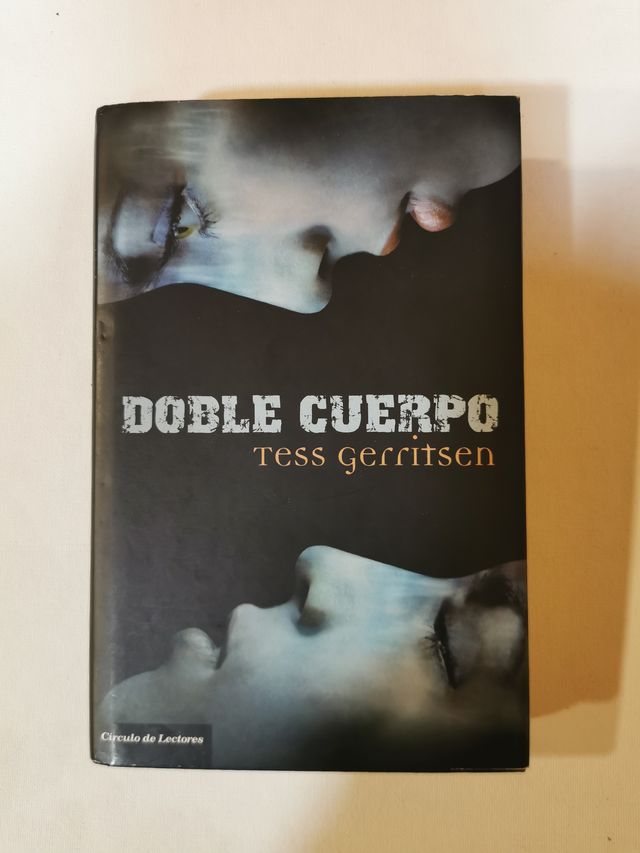 DOBLE CUERPO
Tess Gerritsen
Círculo de Lectores